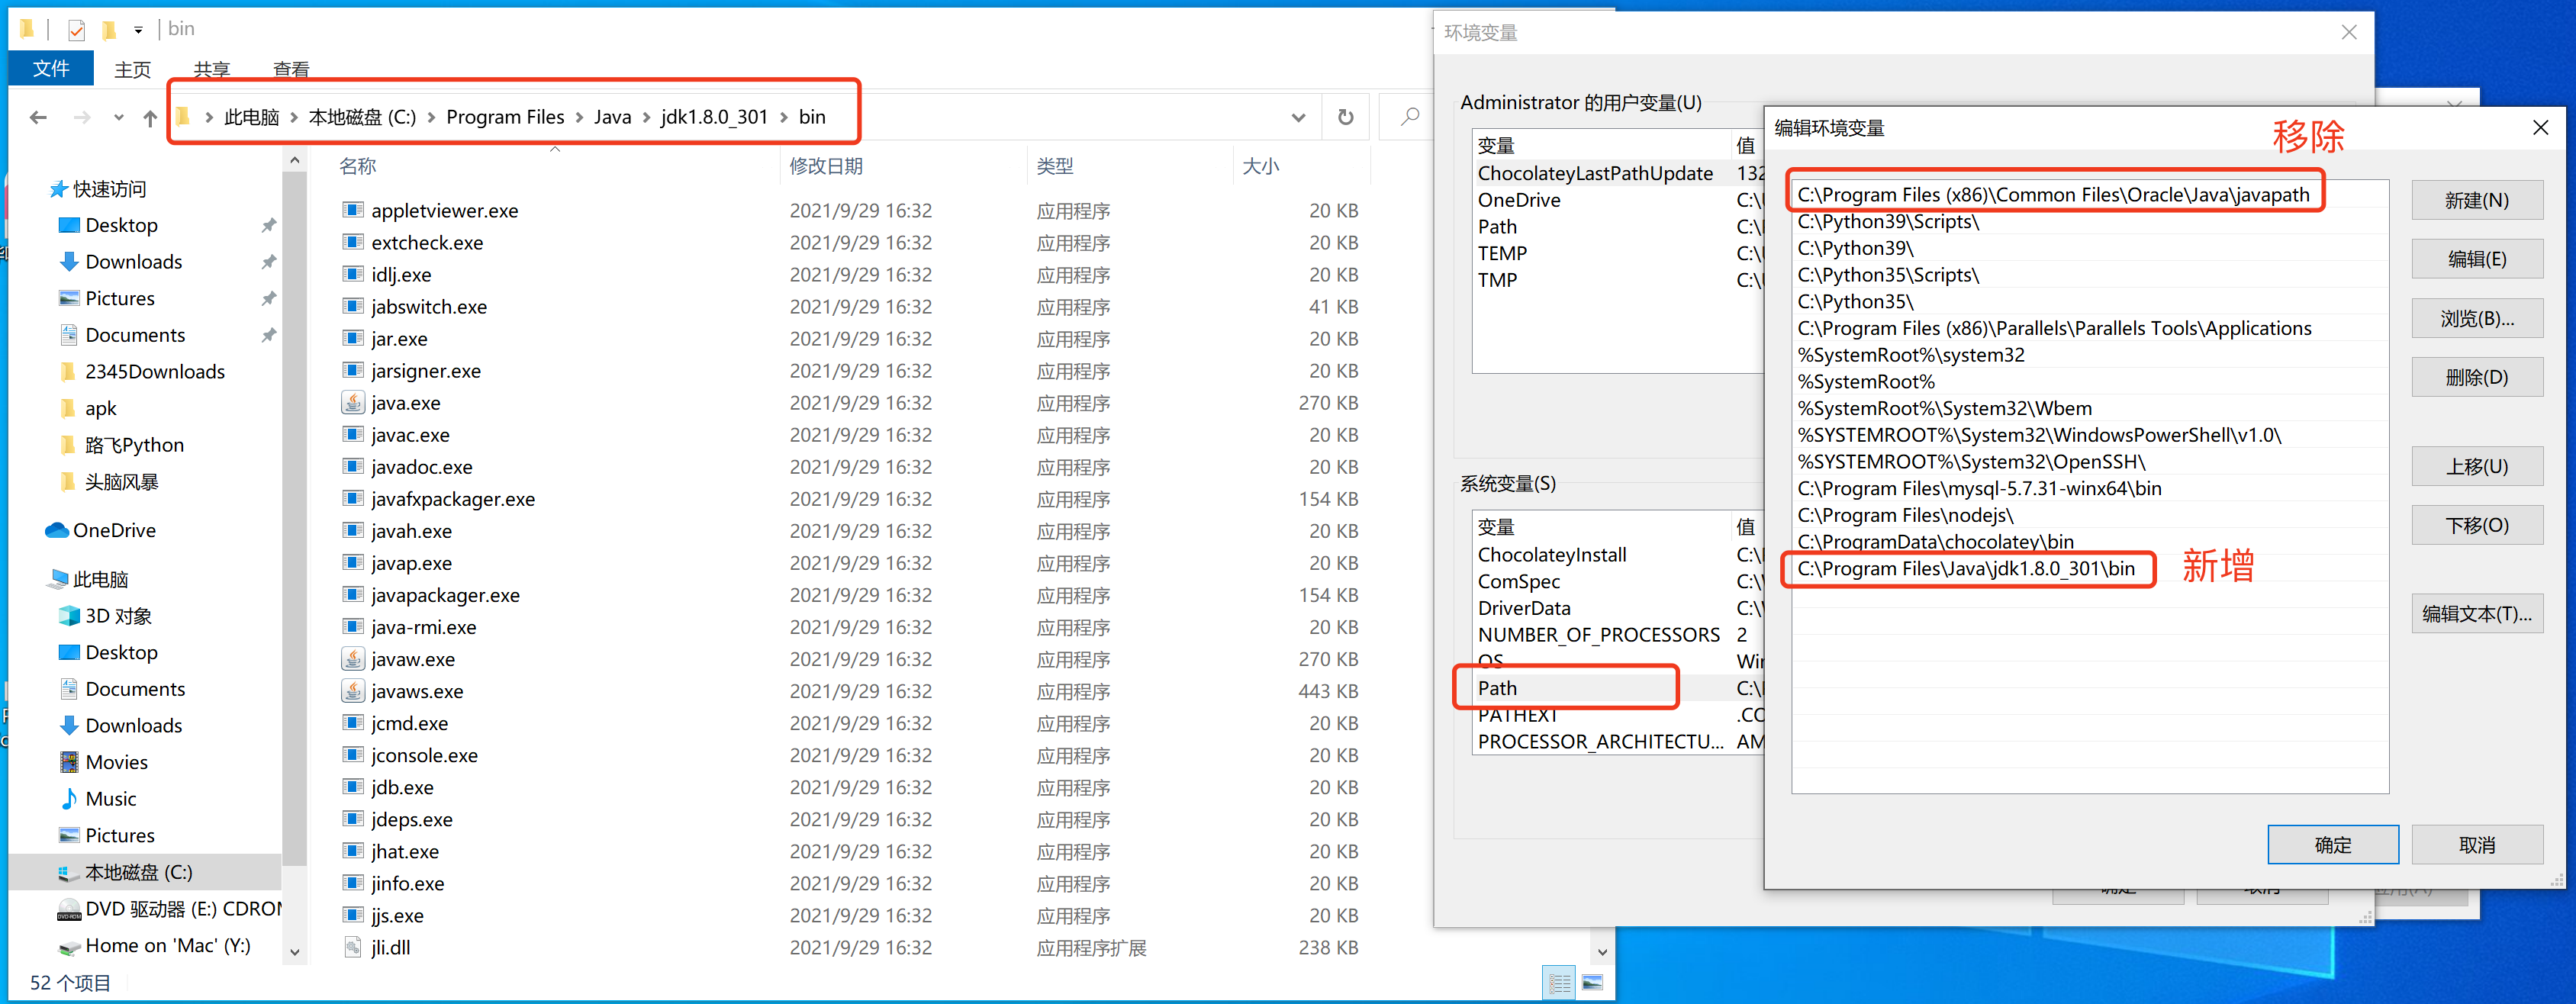 bin
文件 主页 共享 查看
此电脑 本地磁盘 (C:) Program Files Java jdk1.8.0_301 bin
名称 修改日期 类型 大小
快速访问
Desktop
Downloads
Pictures
Documents
2345Downloads
apk
路飞Python
头脑风暴
OneDrive
此电脑
3D 对象
Desktop
Documents
Downloads
Movies
Music
Pictures
本地磁盘 (C:)
DVD 驱动器 (E:) CDROM
Home on 'Mac' (Y:)
appletviewer.exe 2021/9/29 16:32 应用程序 20 KB
extcheck.exe 2021/9/29 16:32 应用程序 20 KB
idlj.exe 2021/9/29 16:32 应用程序 20 KB
jabswitch.exe 2021/9/29 16:32 应用程序 41 KB
jar.exe 2021/9/29 16:32 应用程序 20 KB
jarsigner.exe 2021/9/29 16:32 应用程序 20 KB
java.exe 2021/9/29 16:32 应用程序 270 KB
javac.exe 2021/9/29 16:32 应用程序 20 KB
javadoc.exe 2021/9/29 16:32 应用程序 20 KB
javafxpackager.exe 2021/9/29 16:32 应用程序 154 KB
javah.exe 2021/9/29 16:32 应用程序 20 KB
javap.exe 2021/9/29 16:32 应用程序 20 KB
javapackager.exe 2021/9/29 16:32 应用程序 154 KB
java-rmi.exe 2021/9/29 16:32 应用程序 20 KB
javaw.exe 2021/9/29 16:32 应用程序 270 KB
javaws.exe 2021/9/29 16:32 应用程序 443 KB
jcmd.exe 2021/9/29 16:32 应用程序 20 KB
jconsole.exe 2021/9/29 16:32 应用程序 20 KB
jdb.exe 2021/9/29 16:32 应用程序 20 KB
jdeps.exe 2021/9/29 16:32 应用程序 20 KB
jhat.exe 2021/9/29 16:32 应用程序 20 KB
jinfo.exe 2021/9/29 16:32 应用程序 20 KB
jjs.exe 2021/9/29 16:32 应用程序 20 KB
jli.dll 2021/9/29 16:32 应用程序扩展 238 KB
52 个项目
环境变量
Administrator 的用户变量(U)
变量 值
ChocolateyLastPathUpdate 132
OneDrive C:\
Path C:\
TEMP C:\
TMP C:\
系统变量(S)
变量 值
ChocolateyInstall C:\
ComSpec C:\
DriverData C:\
NUMBER_OF_PROCESSORS 2
OS Win
Path C:\
PATHEXT .CO
PROCESSOR_ARCHITECTU... AM
编辑环境变量
移除
C:\Program Files (x86)\Common Files\Oracle\Java\javapath
C:\Python39\Scripts\
C:\Python39\
C:\Python35\Scripts\
C:\Python35\
C:\Program Files (x86)\Parallels\Parallels Tools\Applications
%SystemRoot%\system32
%SystemRoot%
%SystemRoot%\System32\Wbem
%SYSTEMROOT%\System32\WindowsPowerShell\v1.0\
%SYSTEMROOT%\System32\OpenSSH\
C:\Program Files\mysql-5.7.31-winx64\bin
C:\Program Files\nodejs\
C:\ProgramData\chocolatey\bin
C:\Program Files\Java\jdk1.8.0_301\bin
新增
新建(N)
编辑(E)
浏览(B)...
删除(D)
上移(U)
下移(O)
编辑文本(T)...
确定 取消